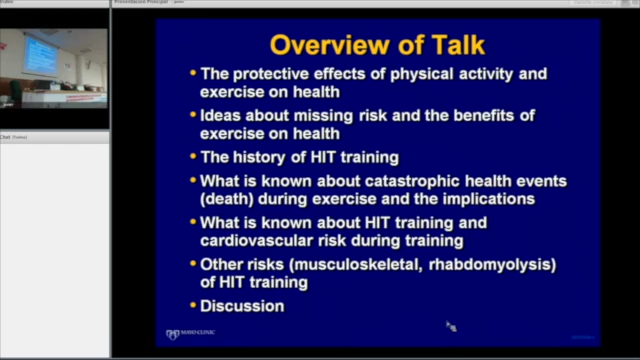 Presentacion Principal
Overview of Talk
• The protective effects of physical activity and
exercise on health
• Ideas about missing risk and the benefits of
exercise on health
• The history of HIT training
• What is known about catastrophic health events
(death) during exercise and the implications
• What is known about HIT training and
cardiovascular risk during training
• Other risks (musculoskeletal, rhabdomyolysis)
of HIT training
• Discussion
MAYO CLINIC
Chat